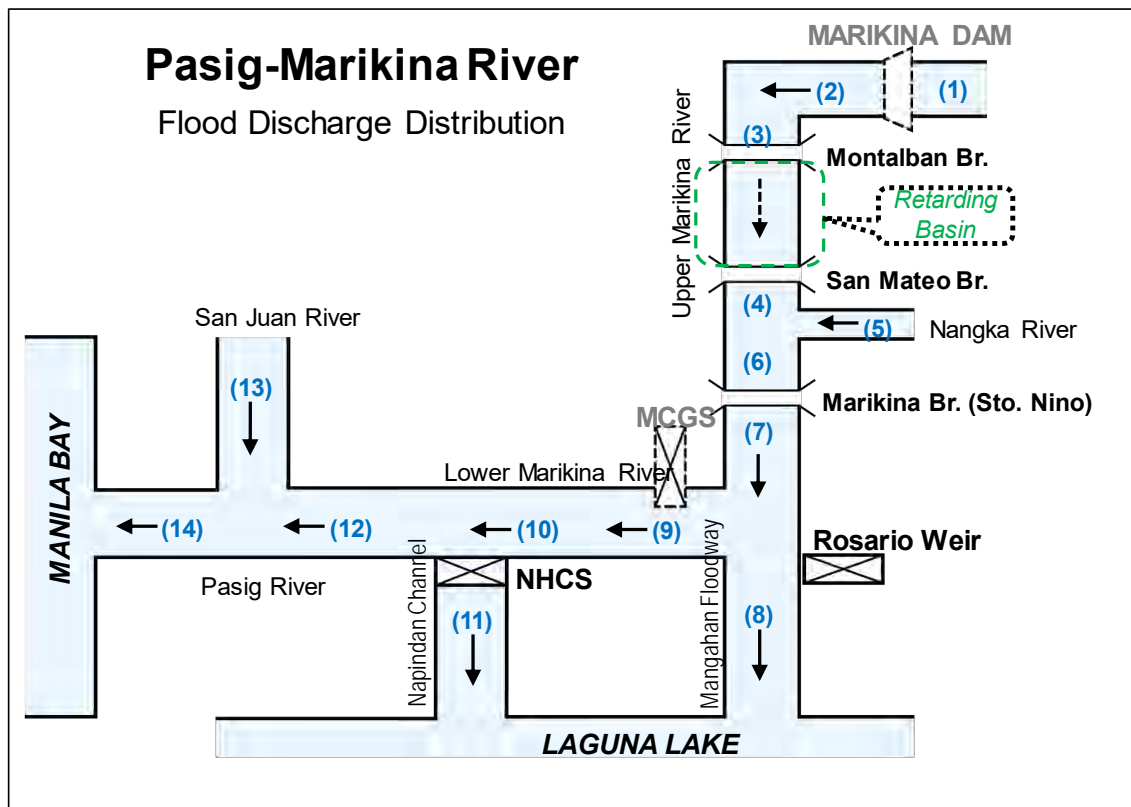 Pasig-Marikina River
Flood Discharge Distribution
MARIKINA DAM
(1)
(2)
(3)
Montalban Br.
Upper Marikina River
Retarding
Basin
San Mateo Br.
(4)
(5)
Nangka River
(6)
Marikina Br. (Sto. Nino)
San Juan River
(13)
MCGS
(7)
Lower Marikina River
MANILA BAY
(14)
(12)
(10)
(9)
Rosario Weir
Pasig River
NHCS
Napindan Channel
(11)
Mangahan Floodway
(8)
LAGUNA LAKE